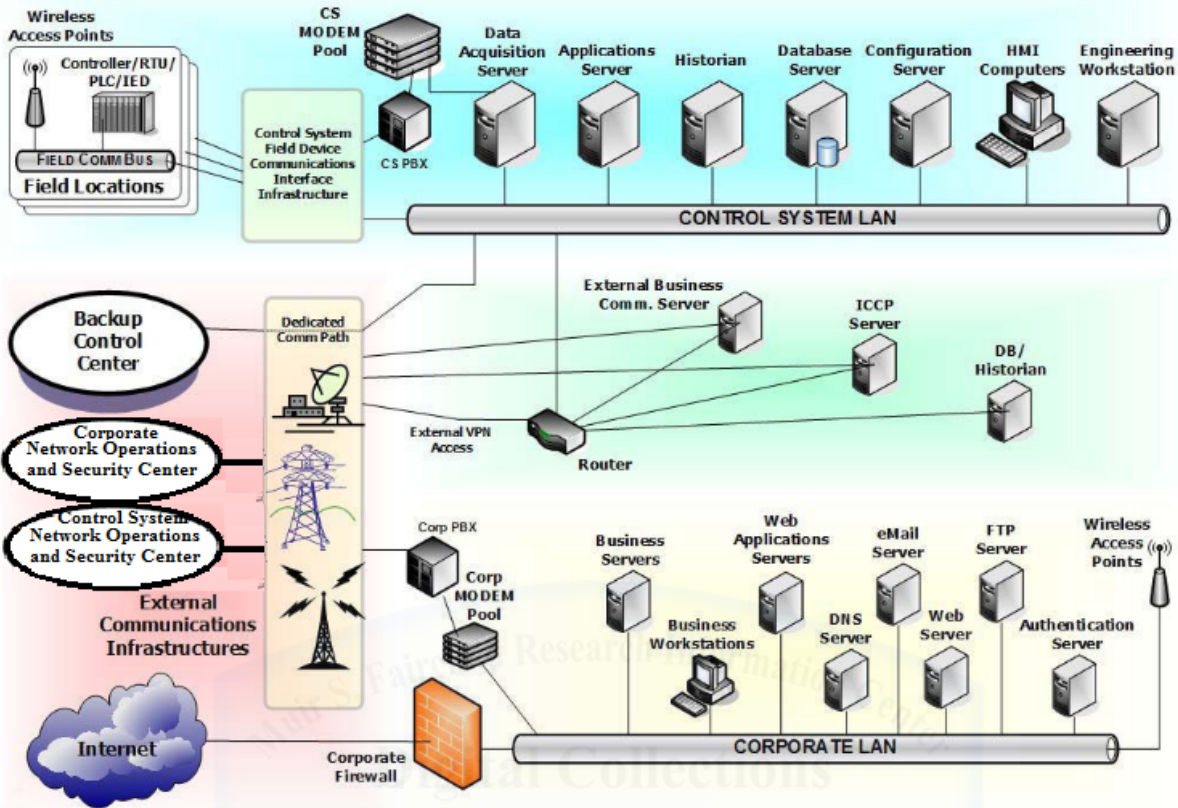 Wireless
Access Points
Controller/RTU/
PLC/IED
FIELD COMM BUS
Field Locations
CS
MODEM
Pool
Control System
Field Device
Communications
Interface
Infrastructure
CS PBX
Data
Acquisition
Server
Applications
Server
Historian
Database
Server
Configuration
Server
HMI
Computers
Engineering
Workstation
CONTROL SYSTEM LAN
Backup
Control
Center
Dedicated
Comm Path
External Business
Comm. Server
ICCP
Server
DB/
Historian
External VPN
Access
Router
Corporate
Network Operations
and Security Center
Control System
Network Operations
and Security Center
External
Communications
Infrastructures
Corp PBX
Corp
MODEM
Pool
Business
Servers
Business
Workstations
Web
Applications
Servers
DNS
Server
eMail
Server
Web
Server
FTP
Server
Authentication
Server
Wireless
Access
Points
Internet
Corporate
Firewall
CORPORATE LAN
Muir S. Fairchild Research Information Center
Digital Collections